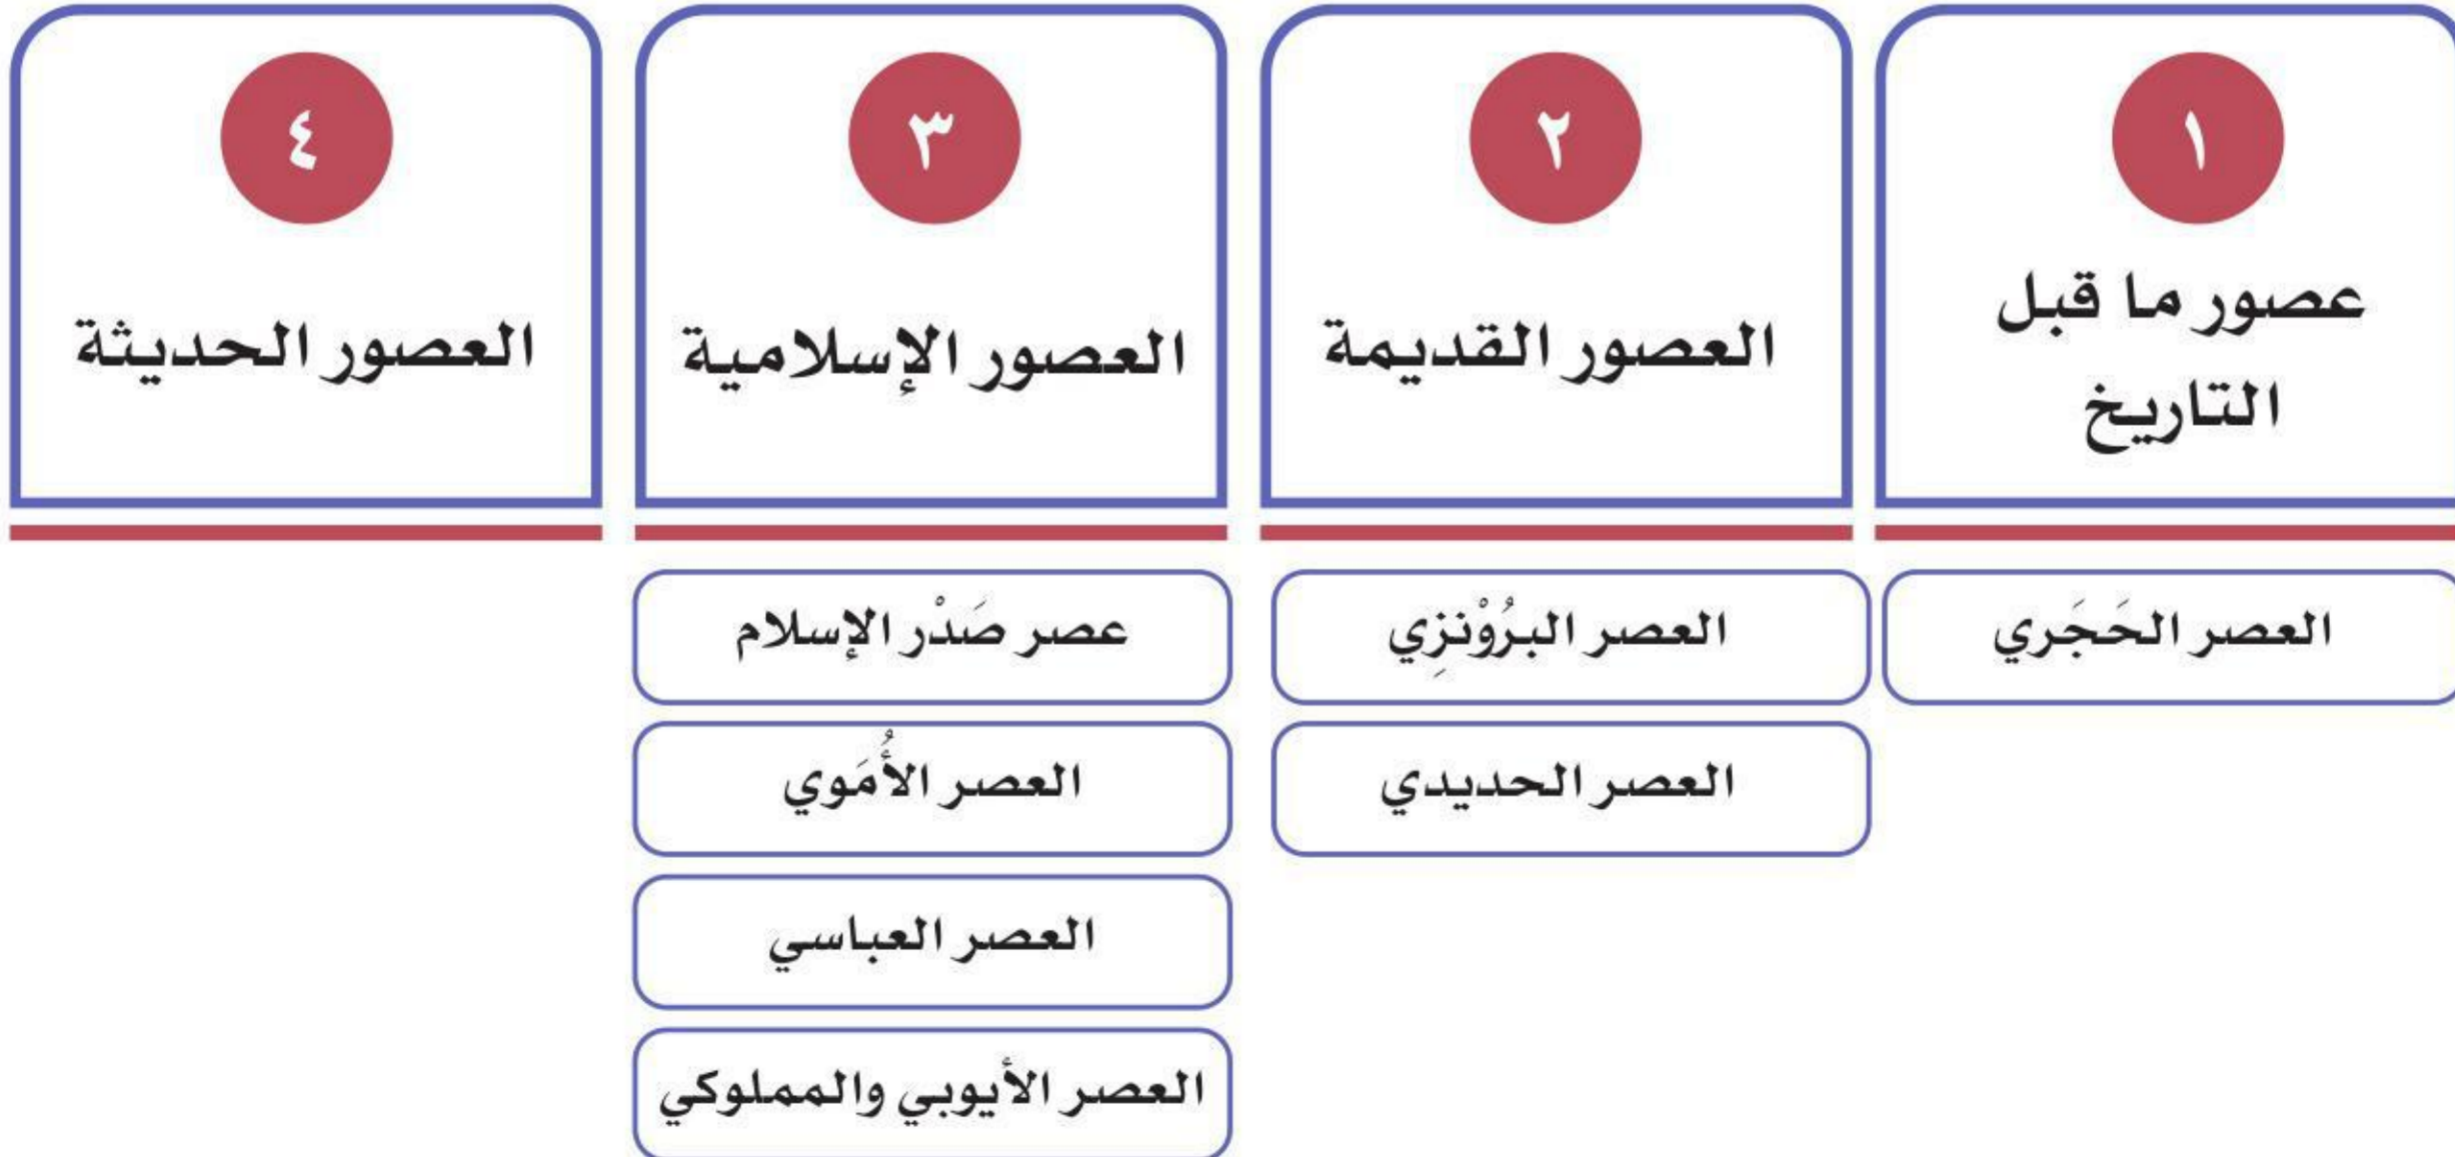 ١
عصور ما قبل
التاريخ
العصر الحَجَري
٢
العصور القديمة
العصر البرُوْنزِي
العصر الحديدي
٣
العصور الإسلامية
عصر صَدْر الإسلام
العصر الأُمَوي
العصر العباسي
العصر الأيوبي والمملوكي
٤
العصور الحديثة